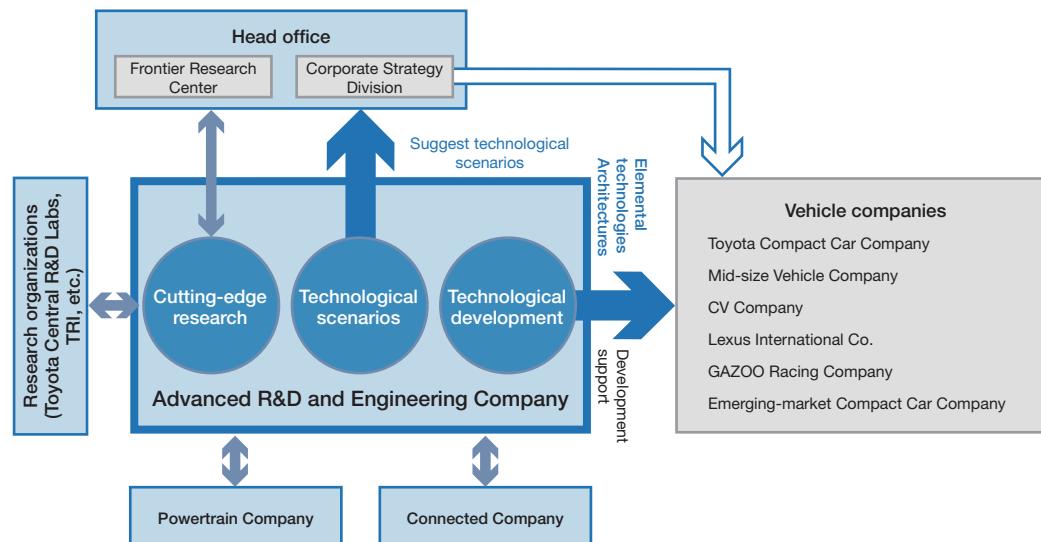 Head office
Frontier Research
Center
Corporate Strategy
Division
Suggest technological
scenarios
Elemental
technologies
Architectures
Research organizations
(Toyota Central R&D Labs,
TRI, etc.)
Cutting-edge
research
Technological
scenarios
Technological
development
Advanced R&D and Engineering Company
Development
support
Vehicle companies
Toyota Compact Car Company
Mid-size Vehicle Company
CV Company
Lexus International Co.
GAZOO Racing Company
Emerging-market Compact Car Company
Powertrain Company
Connected Company